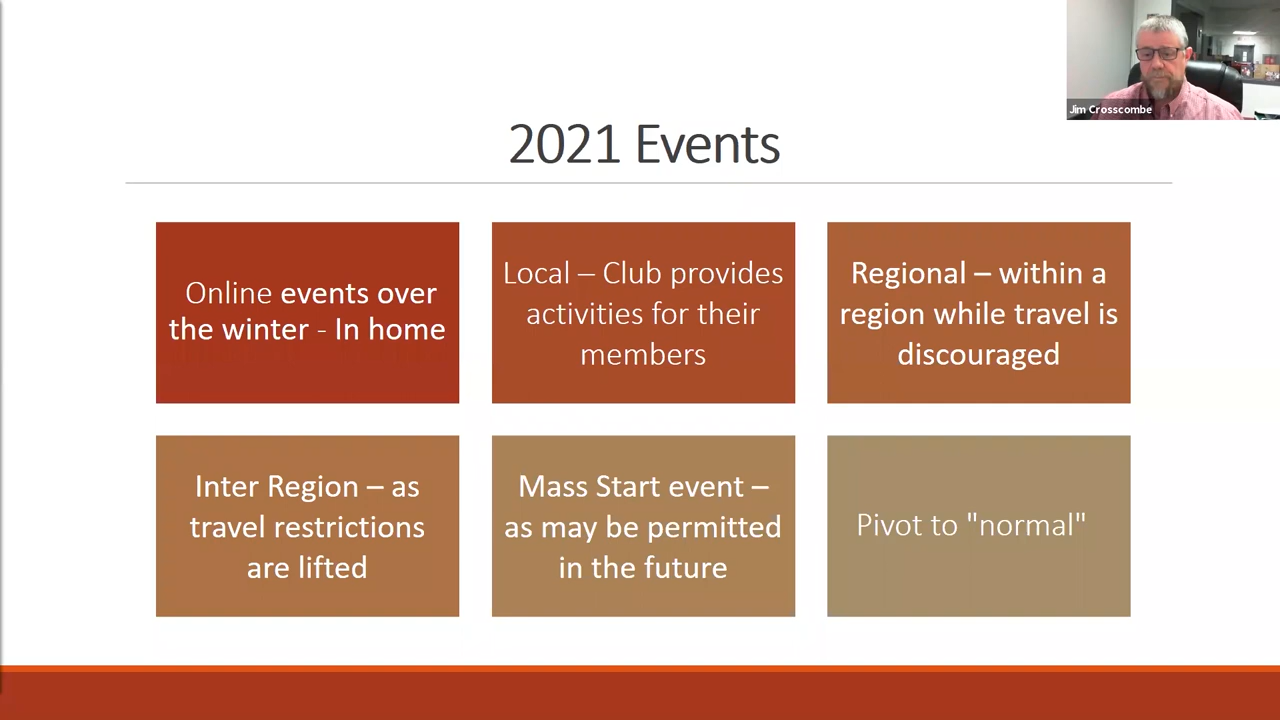 Jim Crosscombe
2021 Events
Online events over
the winter - In home
Local – Club provides
activities for their
members
Regional – within a
region while travel is
discouraged
Inter Region – as
travel restrictions
are lifted
Mass Start event –
as may be permitted
in the future
Pivot to "normal"